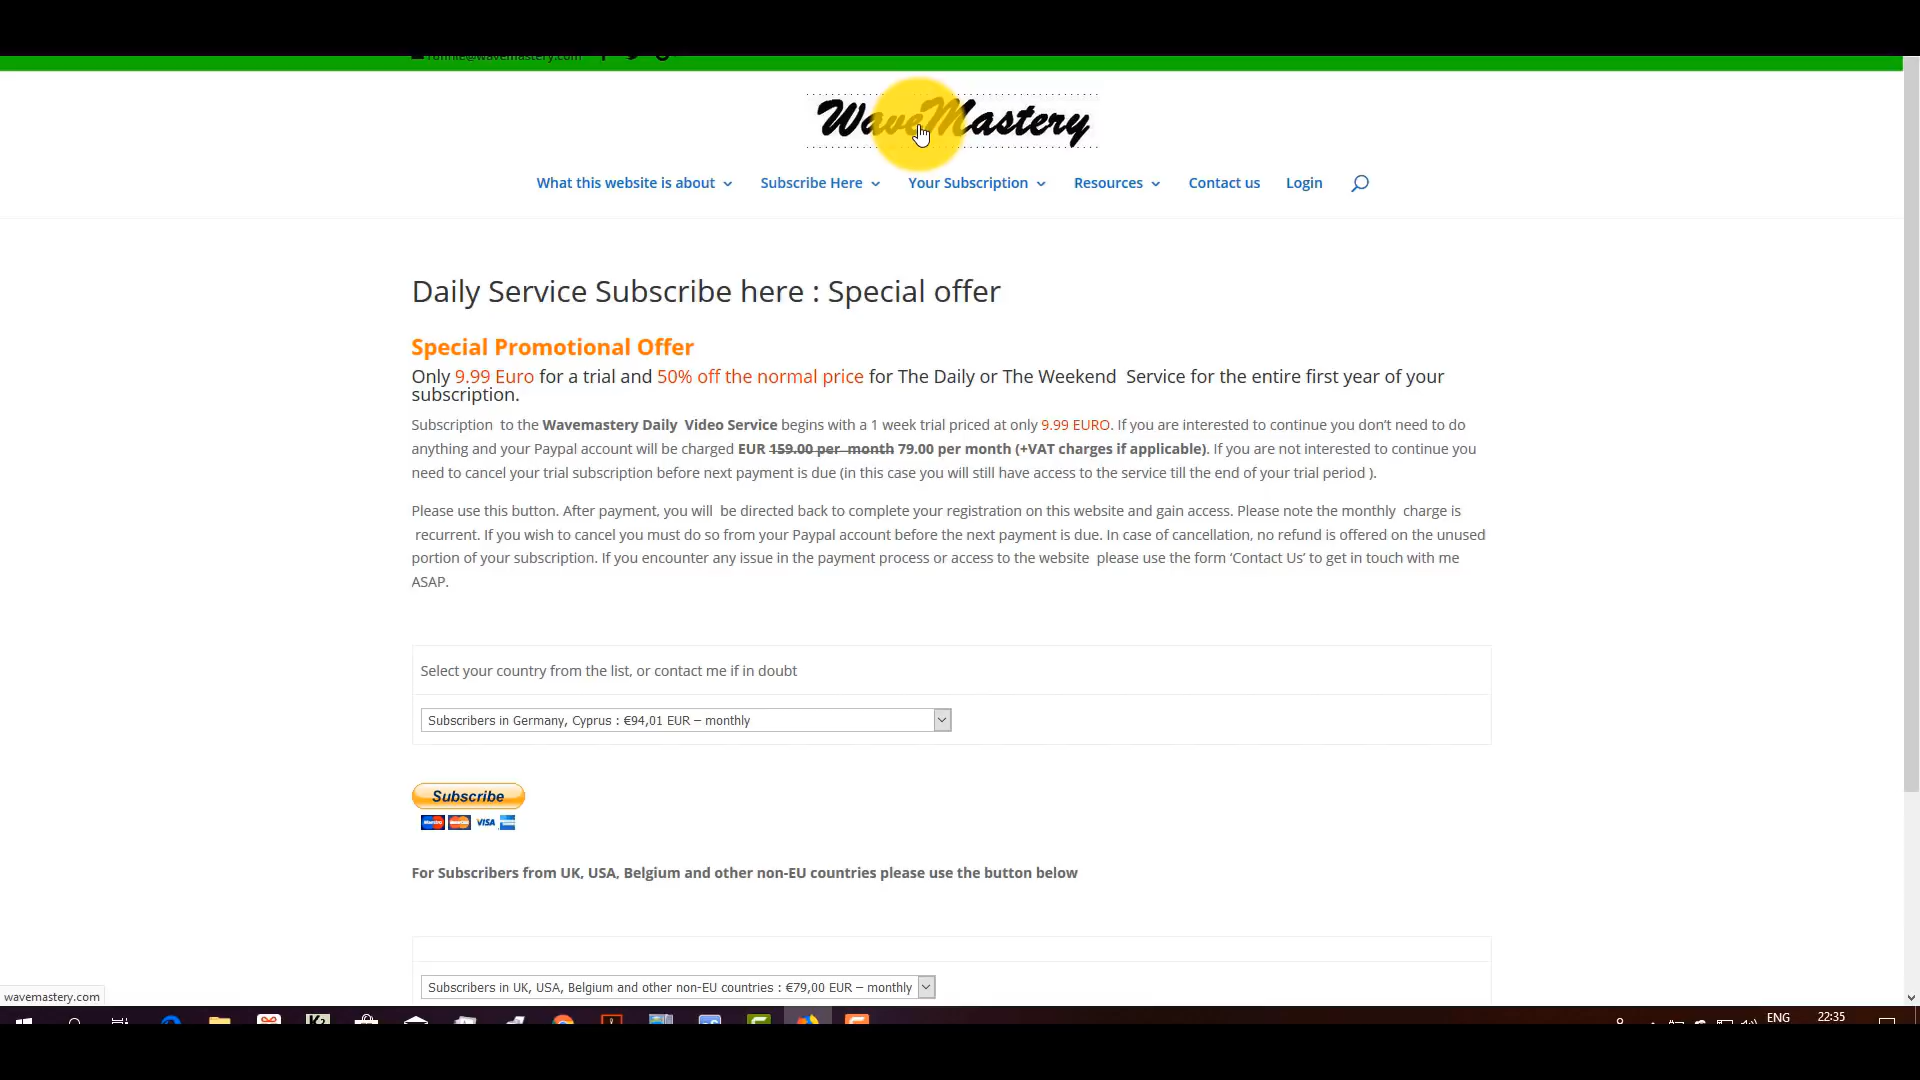 ronnie@wavemastery.com
WaveMastery
What this website is about
Subscribe Here
Your Subscription
Resources
Contact us
Login
Daily Service Subscribe here : Special offer
Special Promotional Offer
Only 9.99 Euro for a trial and 50% off the normal price for The Daily or The Weekend Service for the entire first year of your
subscription.
Subscription to the Wavemastery Daily Video Service begins with a 1 week trial priced at only 9.99 EURO. If you are interested to continue you don’t need to do
anything and your Paypal account will be charged EUR 159.00 per month 79.00 per month (+VAT charges if applicable). If you are not interested to continue you
need to cancel your trial subscription before next payment is due (in this case you will still have access to the service till the end of your trial period ).
Please use this button. After payment, you will be directed back to complete your registration on this website and gain access. Please note the monthly charge is
recurrent. If you wish to cancel you must do so from your Paypal account before the next payment is due. In case of cancellation, no refund is offered on the unused
portion of your subscription. If you encounter any issue in the payment process or access to the website please use the form ‘Contact Us’ to get in touch with me
ASAP.
Select your country from the list, or contact me if in doubt
Subscribers in Germany, Cyprus : €94,01 EUR – monthly
Subscribe
VISA
For Subscribers from UK, USA, Belgium and other non-EU countries please use the button below
Subscribers in UK, USA, Belgium and other non-EU countries : €79,00 EUR – monthly
wavemastery.com
ENG
22:35